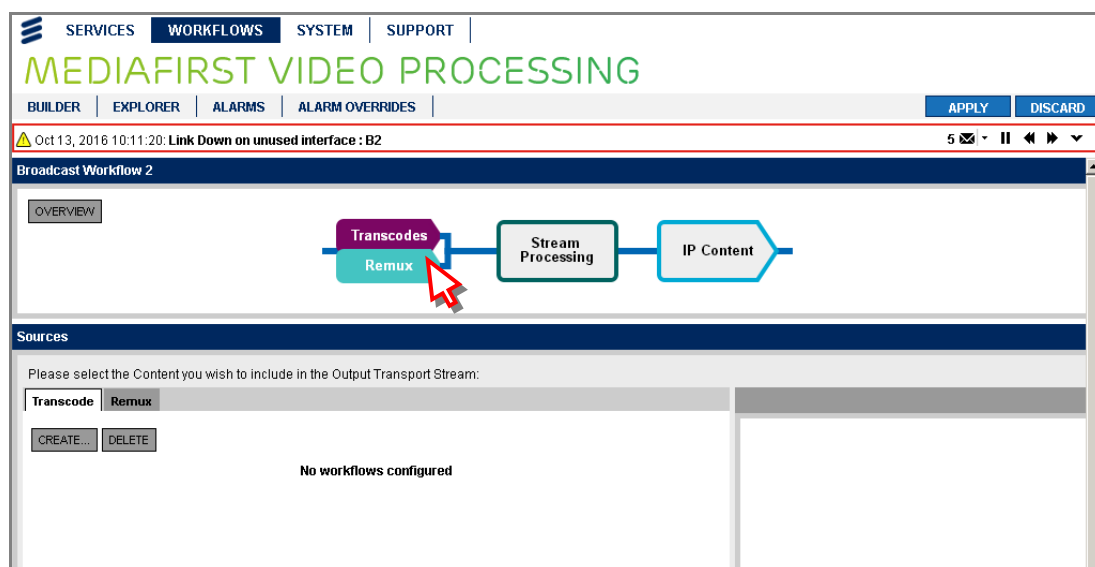 SERVICES WORKFLOWS SYSTEM SUPPORT
MEDIAFIRST VIDEO PROCESSING
BUILDER EXPLORER ALARMS ALARM OVERRIDES APPLY DISCARD
Oct 13, 2016 10:11:20: Link Down on unused interface : B2 5
Broadcast Workflow 2
OVERVIEW
Transcodes
Remux
Stream
Processing
IP Content
Sources
Please select the Content you wish to include in the Output Transport Stream:
Transcode Remux
CREATE... DELETE
No workflows configured